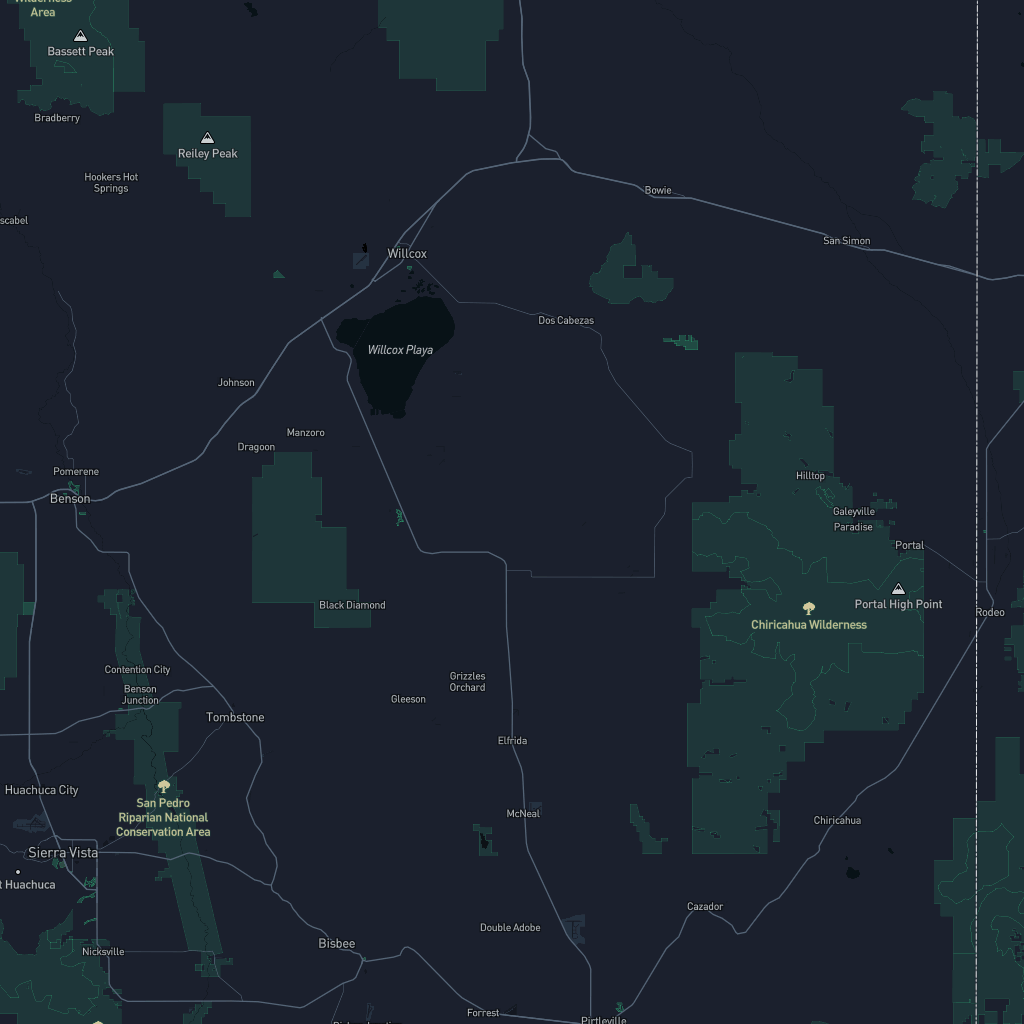 Wilderness
Area
Bassett Peak
Bradberry
Reiley Peak
Hookers Hot
Springs
Bowie
scabel
San Simon
Willcox
Dos Cabezas
Willcox Playa
Johnson
Manzoro
Dragoon
Pomerene
Benson
Hilltop
Galeyville
Paradise
Portal
Portal High Point
Black Diamond
Rodeo
Chiricahua Wilderness
Contention City
Grizzles
Orchard
Benson
Junction
Gleeson
Tombstone
Elfrida
Huachuca City
San Pedro
Riparian National
Conservation Area
McNeal
Chiricahua
Sierra Vista
t Huachuca
Cazador
Double Adobe
Bisbee
Nicksville
Forrest
Pirtleville